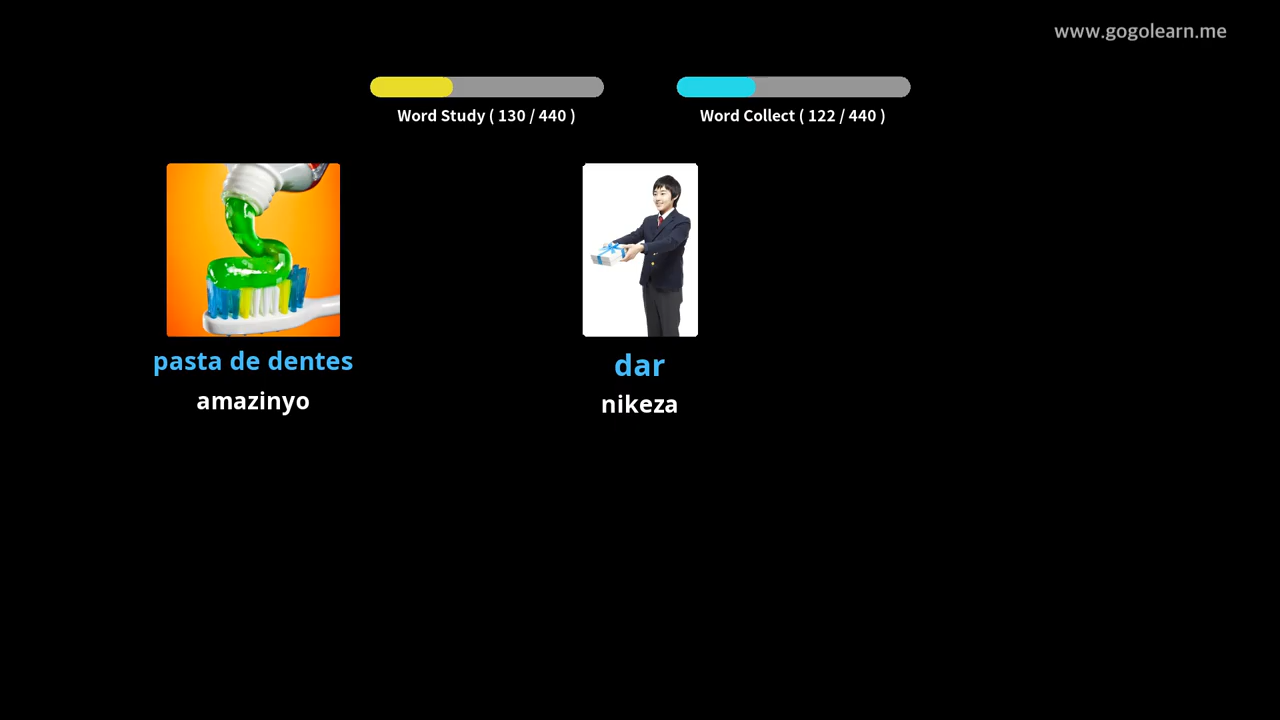 www.gogolearn.me
Word Study ( 130 / 440 )
Word Collect ( 122 / 440 )
pasta de dentes
amazinyo
dar
nikeza